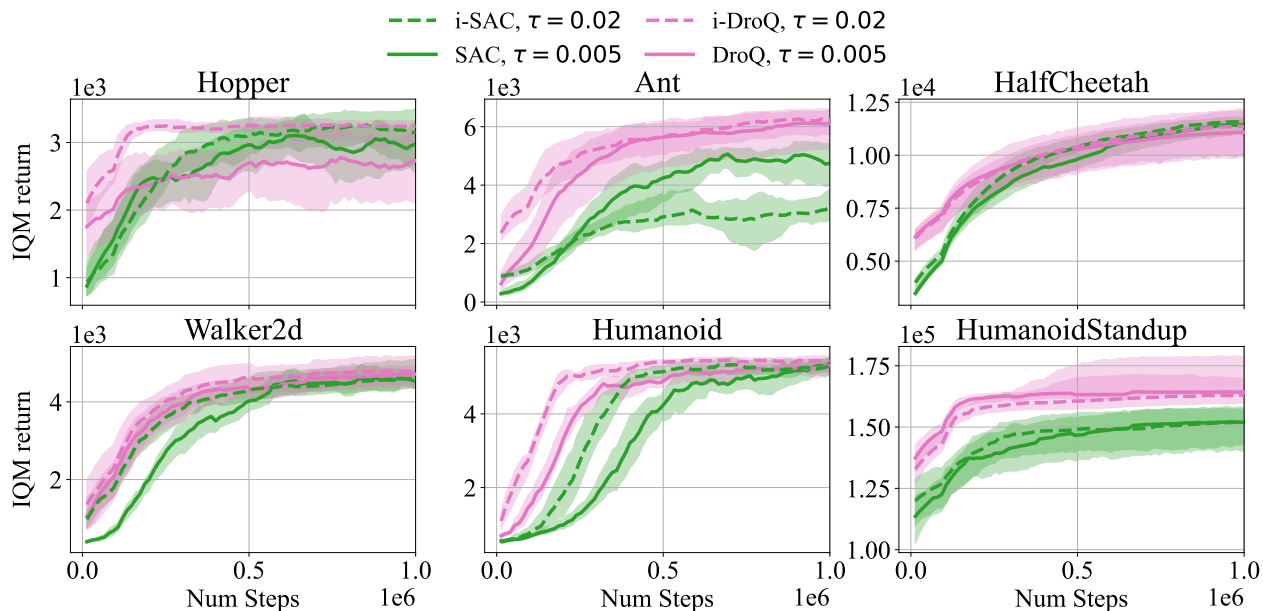 i-SAC, τ = 0.02
i-DroQ, τ = 0.02
SAC, τ = 0.005
DroQ, τ = 0.005
1e3
Hopper
1e3
Ant
1e4
HalfCheetah
IQM return
3
2
1
6
4
2
0
1.25
1.00
0.75
0.50
1e3
Walker2d
1e3
Humanoid
1e5
HumanoidStandup
IQM return
4
2
4
2
1.75
1.50
1.25
1.00
0.0
0.5
1.0
0.0
0.5
1.0
0.0
0.5
1.0
Num Steps
1e6
Num Steps
1e6
Num Steps
1e6